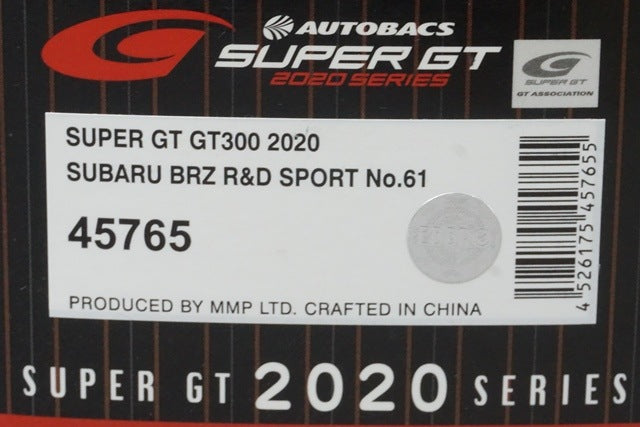 AUTOBACS
SUPER GT
2020 SERIES
SUPER GT
GT ASSOCIATION
SUPER GT GT300 2020
SUBARU BRZ R&D SPORT No.61
45765
EBBRO
PRODUCED BY MMP LTD. CRAFTED IN CHINA
4 526175 457655
SUPER GT 2020 SERIES